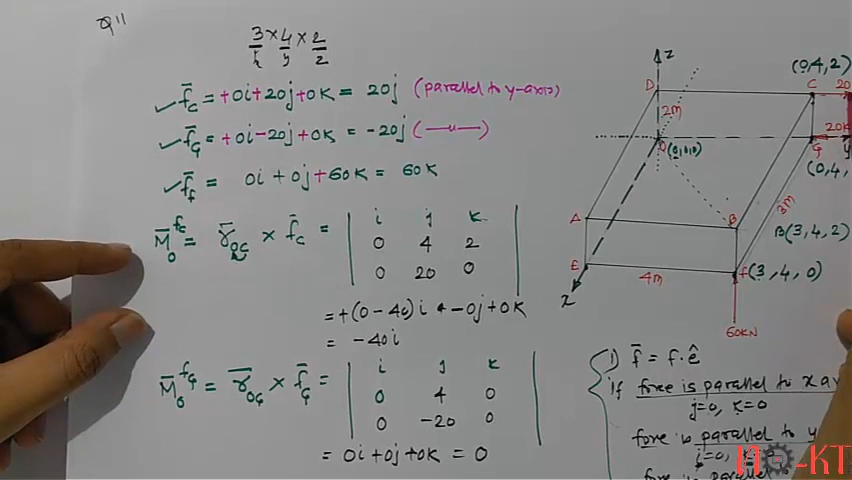 Q11
3 × 4 × 2
x y z
✓ f̄c = +0i+20j+0k = 20j (parallel to y-axis)
✓ f̄G = +0i-20j+0k = -20j (—u—)
✓ f̄f = 0i + 0j+60k = 60k
M̄o^fc = r̄oc × f̄c =
i j k
0 4 2
0 20 0
= +(0-40)i + -0j+0k
= -40i
M̄o^fG = r̄oG × f̄G =
i j k
0 4 0
0 -20 0
= 0i+0j+0k = 0
z
(0,4,2)
D
C
20
2m
20K
G
y
O
(0,0,0)
(0,4,
3m
A
B
B(3,4,2)
E
4m
f(3,4,0)
x
60KN
1) f̄ = f·ê
If force is parallel to x a
j=0, k=0
force is parallel to y
i=0, k=0
KT